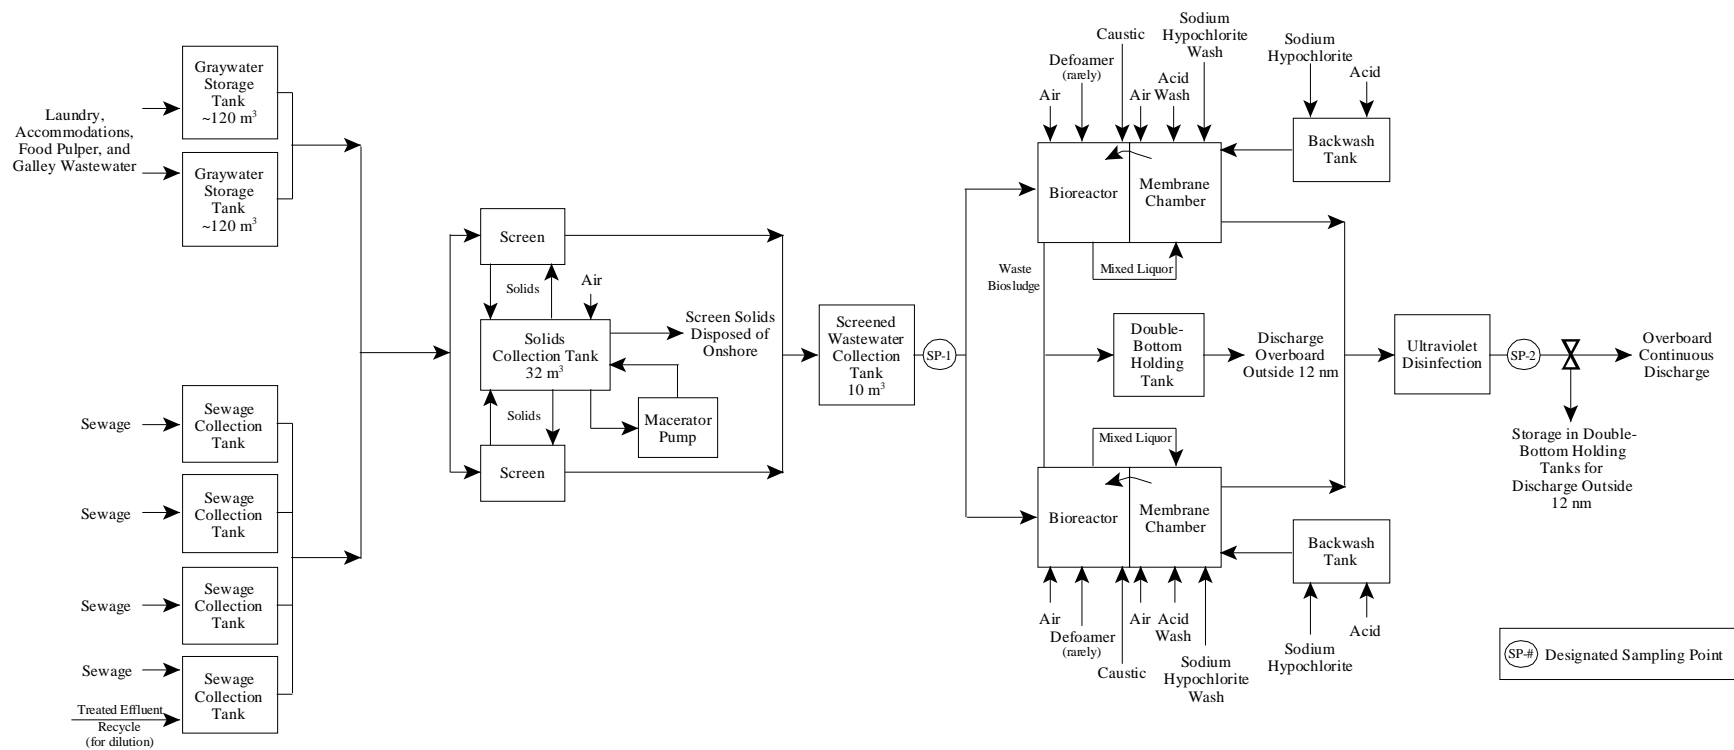 Laundry,
Accommodations,
Food Pulper, and
Galley Wastewater
Graywater
Storage
Tank
~120 m³
Graywater
Storage
Tank
~120 m³
Sewage
Sewage
Collection
Tank
Sewage
Sewage
Collection
Tank
Sewage
Sewage
Collection
Tank
Sewage
Sewage
Collection
Tank
Treated Effluent
Recycle
(for dilution)
Screen
Solids
Air
Solids
Collection Tank
32 m³
Screen Solids
Disposed of
Onshore
Solids
Macerator
Pump
Screen
Screened
Wastewater
Collection
Tank
10 m³
SP-1
Air
Defoamer
(rarely)
Caustic
Air
Acid
Wash
Sodium
Hypochlorite
Wash
Sodium
Hypochlorite
Acid
Bioreactor
Membrane
Chamber
Backwash
Tank
Mixed Liquor
Waste
Biosludge
Double-
Bottom
Holding
Tank
Discharge
Overboard
Outside 12 nm
Mixed Liquor
Bioreactor
Membrane
Chamber
Backwash
Tank
Air
Defoamer
(rarely)
Caustic
Air
Acid
Wash
Sodium
Hypochlorite
Wash
Sodium
Hypochlorite
Acid
Ultraviolet
Disinfection
SP-2
Overboard
Continuous
Discharge
Storage in Double-
Bottom Holding
Tanks for
Discharge Outside
12 nm
SP-# Designated Sampling Point